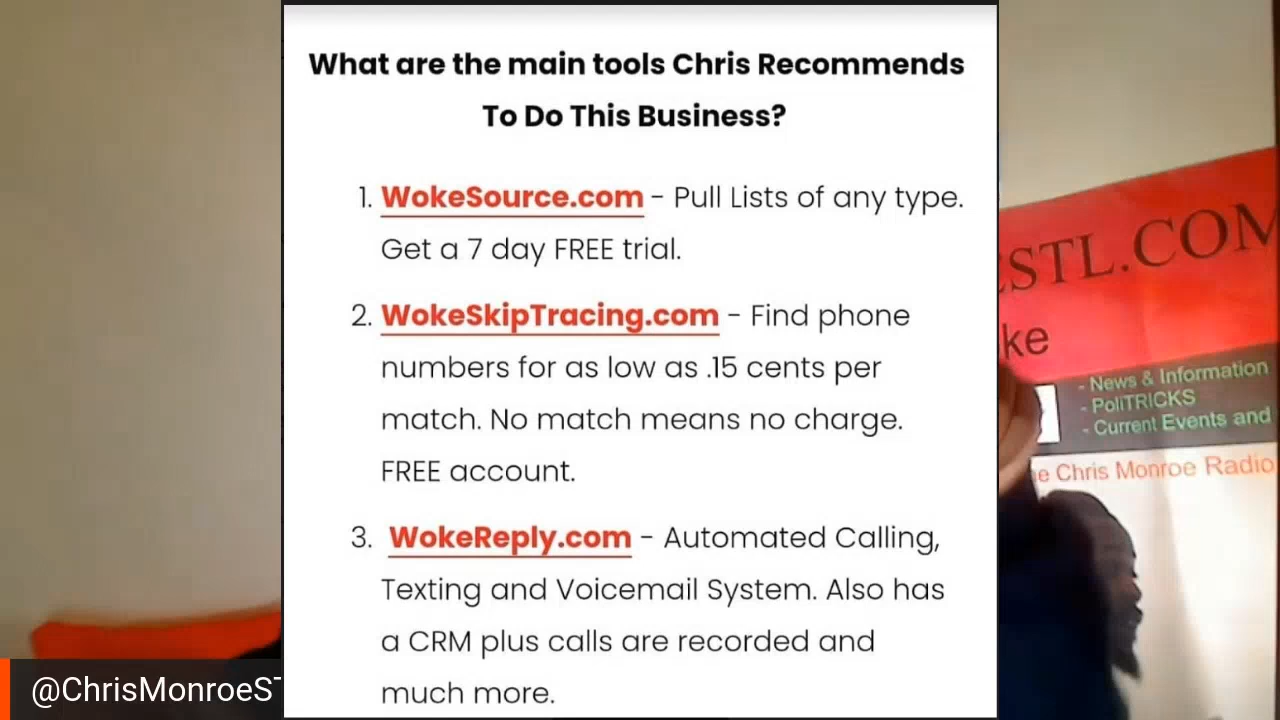 What are the main tools Chris Recommends
To Do This Business?
1. WokeSource.com - Pull Lists of any type.
Get a 7 day FREE trial.
2. WokeSkipTracing.com - Find phone
numbers for as low as .15 cents per
match. No match means no charge.
FREE account.
3. WokeReply.com - Automated Calling,
Texting and Voicemail System. Also has
a CRM plus calls are recorded and
much more.
STL.COM
ke
- News & Information
- PoliTRICKS
- Current Events and
e Chris Monroe Radio
@ChrisMonroeST